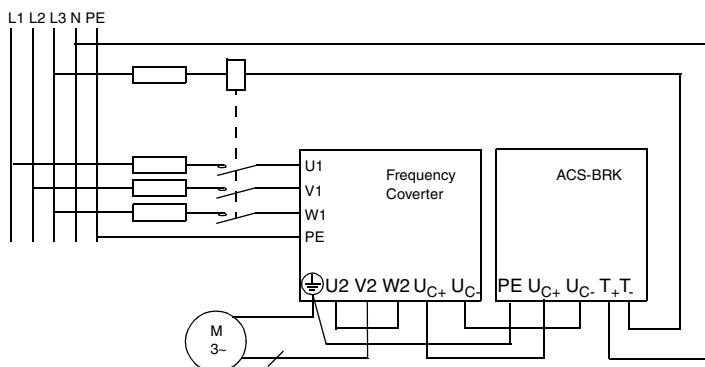 L1 L2 L3 N PE
U1
Frequency
Coverter
ACS-BRK
V1
W1
PE
U2 V2 W2 UC+ UC- PE UC+ UC- T+T-
M
3~